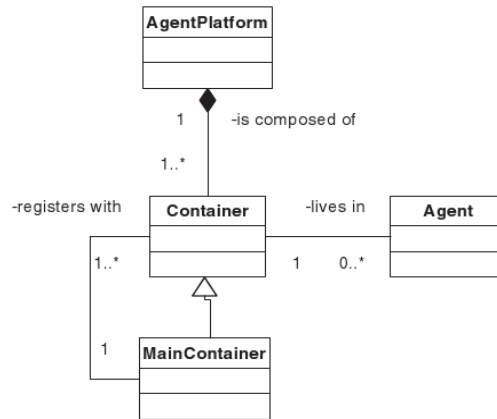 AgentPlatform
1
-is composed of
1..*
-registers with
Container
-lives in
Agent
1..*
1
0..*
1
MainContainer